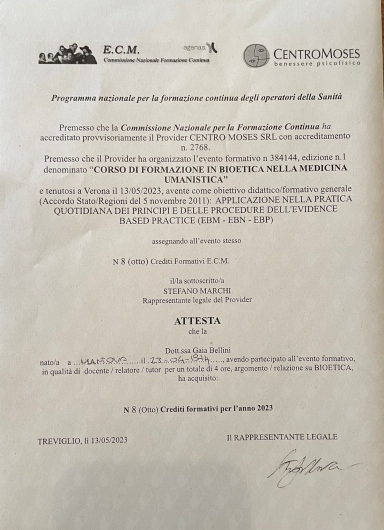 E.C.M.
Commissione Nazionale Formazione Continua
agenas
CENTROMOSES
benessere psicofisico
Programma nazionale per la formazione continua degli operatori della Sanità
Premesso che la Commissione Nazionale per la Formazione Continua ha
accreditato provvisoriamente il Provider CENTRO MOSES SRL con accreditamento
n. 2768.
Premesso che il Provider ha organizzato l'evento formativo n 384144, edizione n.1
denominato "CORSO DI FORMAZIONE IN BIOETICA NELLA MEDICINA
UMANISTICA"
e tenutosi a Verona il 13/05/2023, avente come obiettivo didattico/formativo generale
(Accordo Stato/Regioni del 5 novembre 2011): APPLICAZIONE NELLA PRATICA
QUOTIDIANA DEI PRINCIPI E DELLE PROCEDURE DELL'EVIDENCE
BASED PRACTICE (EBM - EBN - EBP)
assegnando all'evento stesso
N 8 (otto) Crediti Formativi E.C.M.
il/la sottoscritto/a
STEFANO MARCHI
Rappresentante legale del Provider
ATTESTA
che la
Dott.ssa Gaia Bellini
nato/a a ... il 23-04-, avendo partecipato all'evento formativo,
in qualità di docente / relatore / tutor per un totale di 4 ore, argomento / relazione su BIOETICA,
ha acquisito:
N 8 (Otto) Crediti formativi per l'anno 2023
TREVIGLIO, lì 13/05/2023
Il RAPPRESENTANTE LEGALE